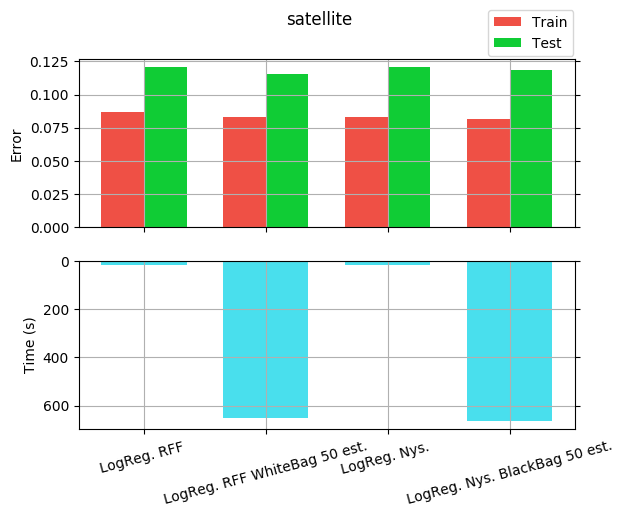 satellite
Train
Test
0.125
0.100
0.075
0.050
0.025
0.000
Error
0
200
400
600
Time (s)
LogReg. RFF
LogReg. RFF WhiteBag 50 est.
LogReg. Nys.
LogReg. Nys. BlackBag 50 est.